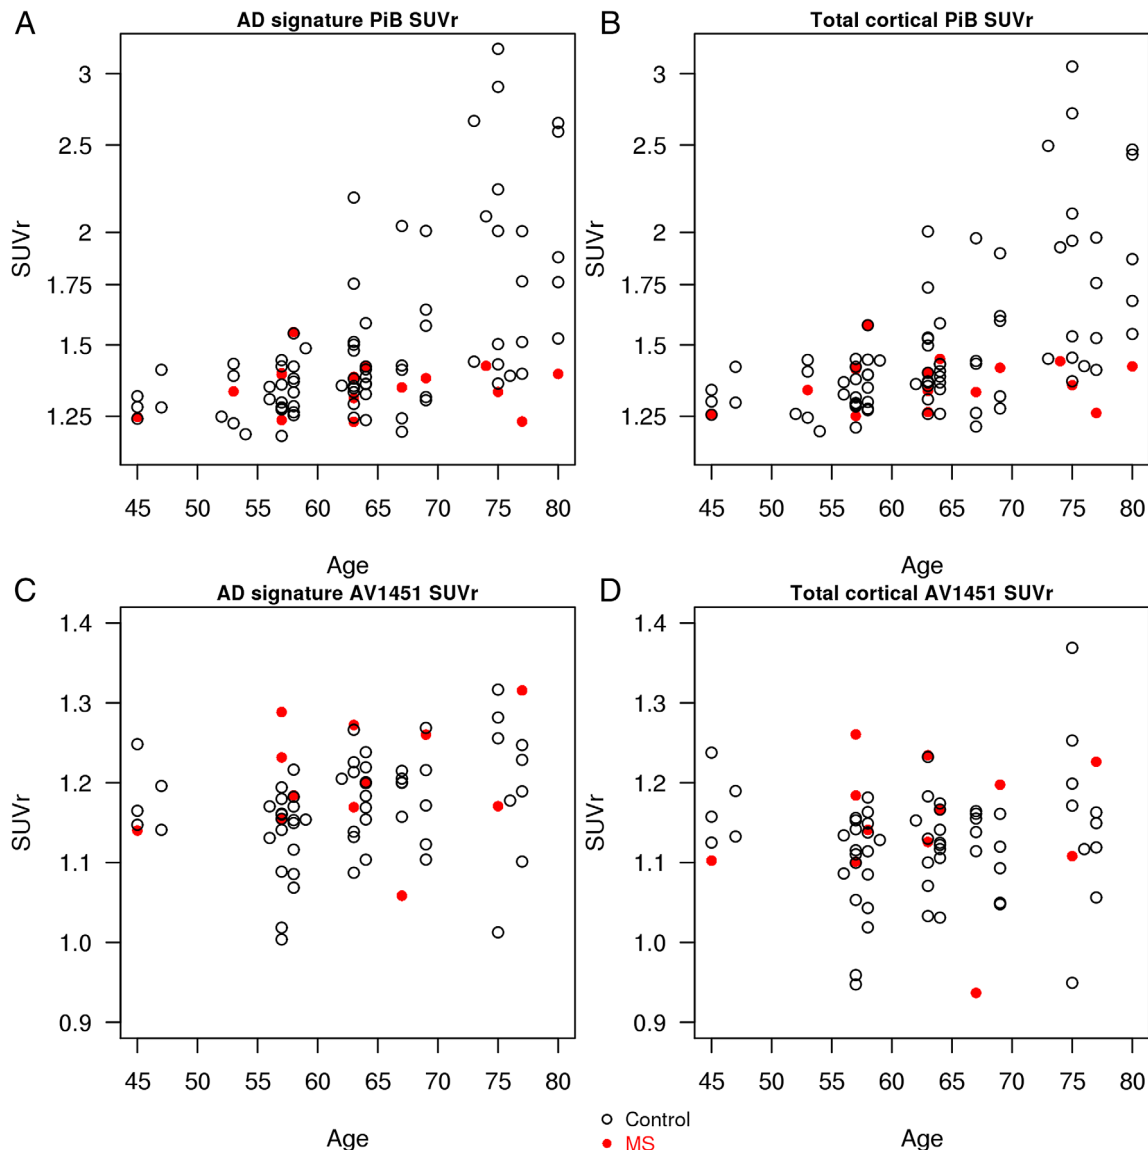 A
AD signature PiB SUVr
3
2.5
2
1.75
1.5
1.25
SUVr
45 50 55 60 65 70 75 80
Age
B
Total cortical PiB SUVr
3
2.5
2
1.75
1.5
1.25
SUVr
45 50 55 60 65 70 75 80
Age
C
AD signature AV1451 SUVr
1.4
1.3
1.2
1.1
1.0
0.9
SUVr
45 50 55 60 65 70 75 80
Age
D
Total cortical AV1451 SUVr
1.4
1.3
1.2
1.1
1.0
0.9
SUVr
45 50 55 60 65 70 75 80
Age
Control
MS